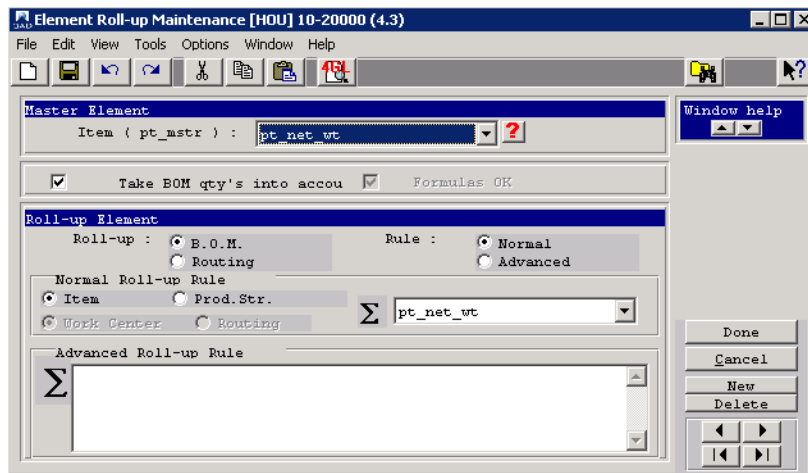 Element Roll-up Maintenance [HOU] 10-20000 (4.3)
File Edit View Tools Options Window Help
Master Element
Item ( pt_mstr ) : pt_net_wt ?
Window help
Take BOM qty's into accou Formulas OK
Roll-up Element
Roll-up : B.O.M. Rule : Normal
Routing Advanced
Normal Roll-up Rule
Item Prod.Str.
Σ pt_net_wt
Work Center Routing
Advanced Roll-up Rule
Σ
Done
Cancel
New
Delete